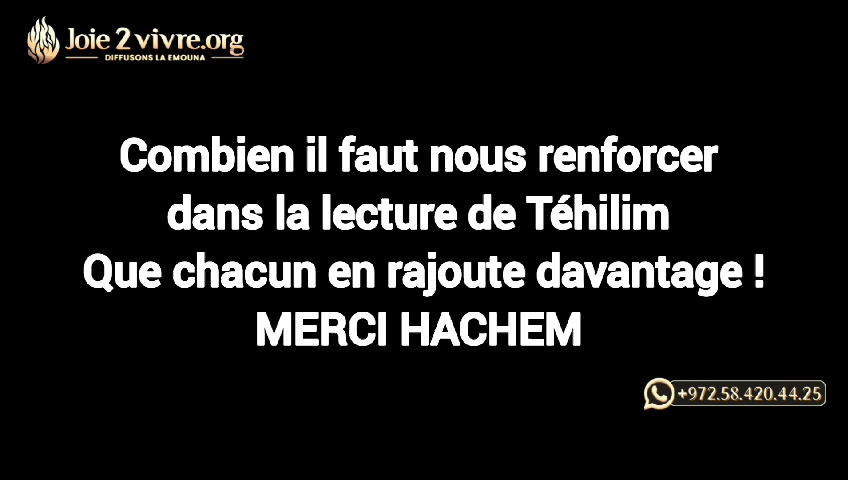 Joie 2 vivre.org
DIFFUSONS LA EMOUNA
Combien il faut nous renforcer
dans la lecture de Téhilim
Que chacun en rajoute davantage !
MERCI HACHEM
+972.58.420.44.25